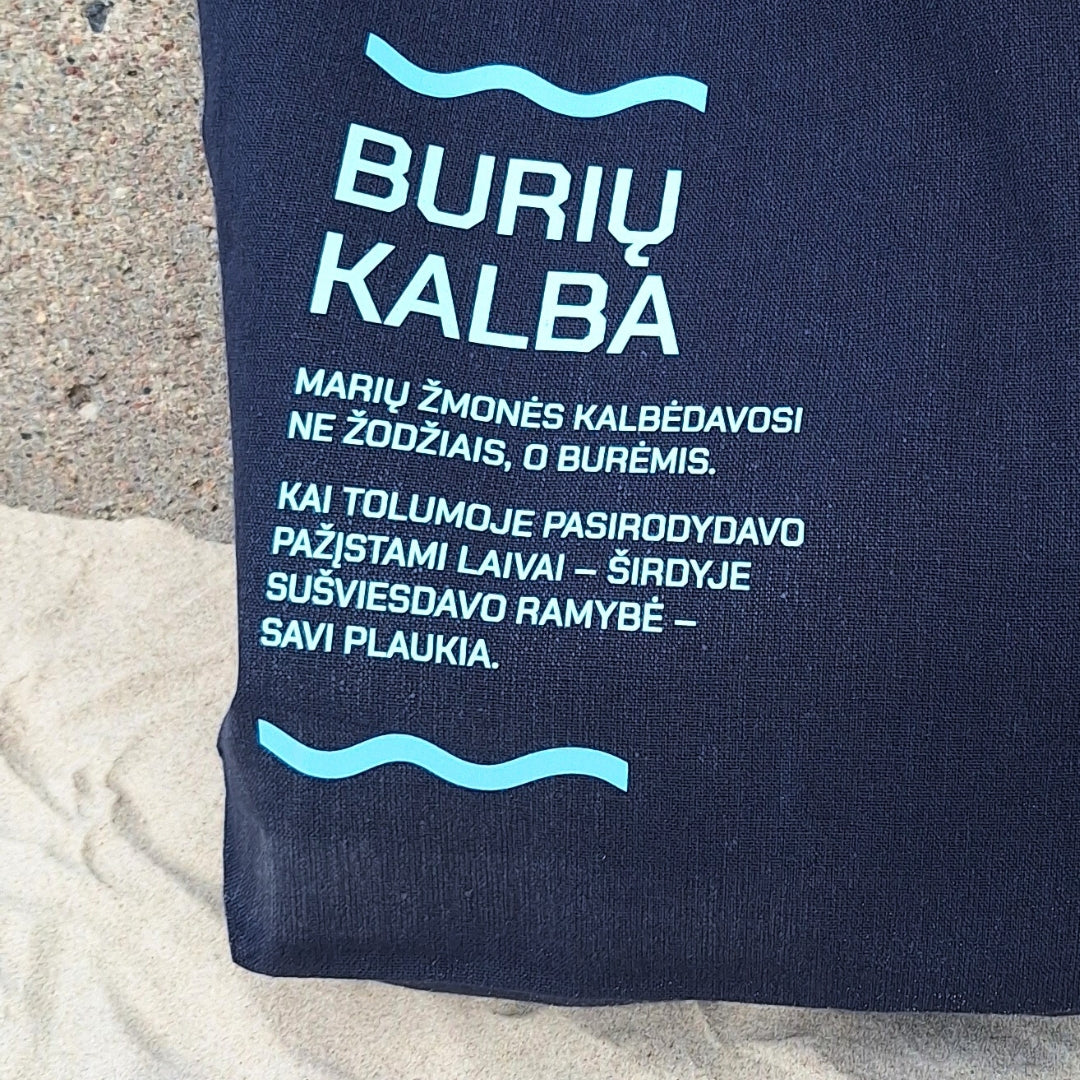 BURIŲ
KALBA
MARIŲ ŽMONĖS KALBĖDAVOSI
NE ŽODŽIAIS, O BURĖMIS.
KAI TOLUMOJE PASIRODYDAVO
PAŽĮSTAMI LAIVAI – ŠIRDYJE
SUŠVIESDAVO RAMYBĖ –
SAVI PLAUKIA.